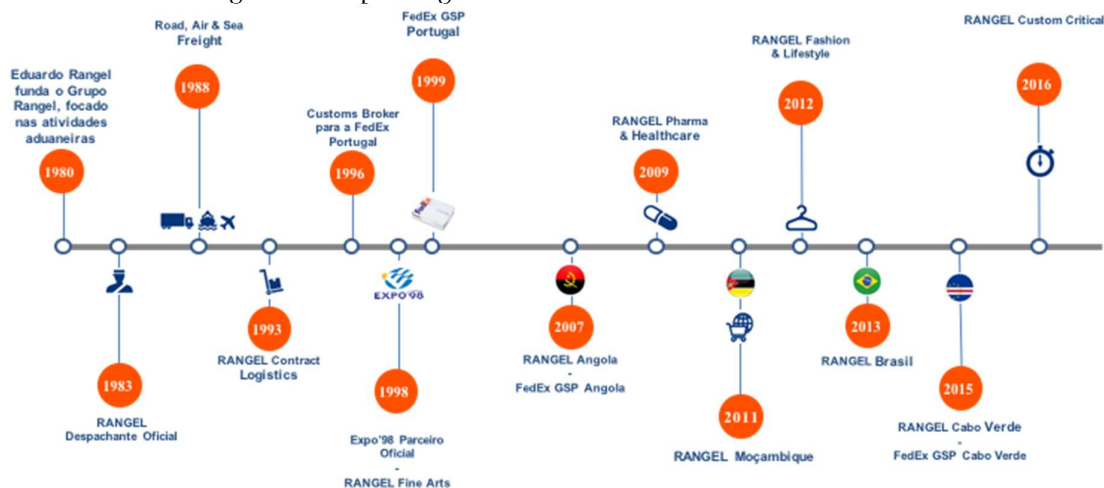 Eduardo Rangel
funda o Grupo
Rangel, focado
nas atividades
aduaneiras
1980
1983
RANGEL
Despachante Oficial
Road, Air & Sea
Freight
1988
1993
RANGEL Contract
Logistics
Customs Broker
para a FedEx
Portugal
1996
EXPO'98
1998
Expo'98 Parceiro
Oficial
-
RANGEL Fine Arts
FedEx GSP
Portugal
1999
FedEx
2007
RANGEL Angola
-
FedEx GSP Angola
RANGEL Pharma
& Healthcare
2009
2011
RANGEL Moçambique
RANGEL Fashion
& Lifestyle
2012
2013
RANGEL Brasil
2015
RANGEL Cabo Verde
-
FedEx GSP Cabo Verde
RANGEL Custom Critical
2016